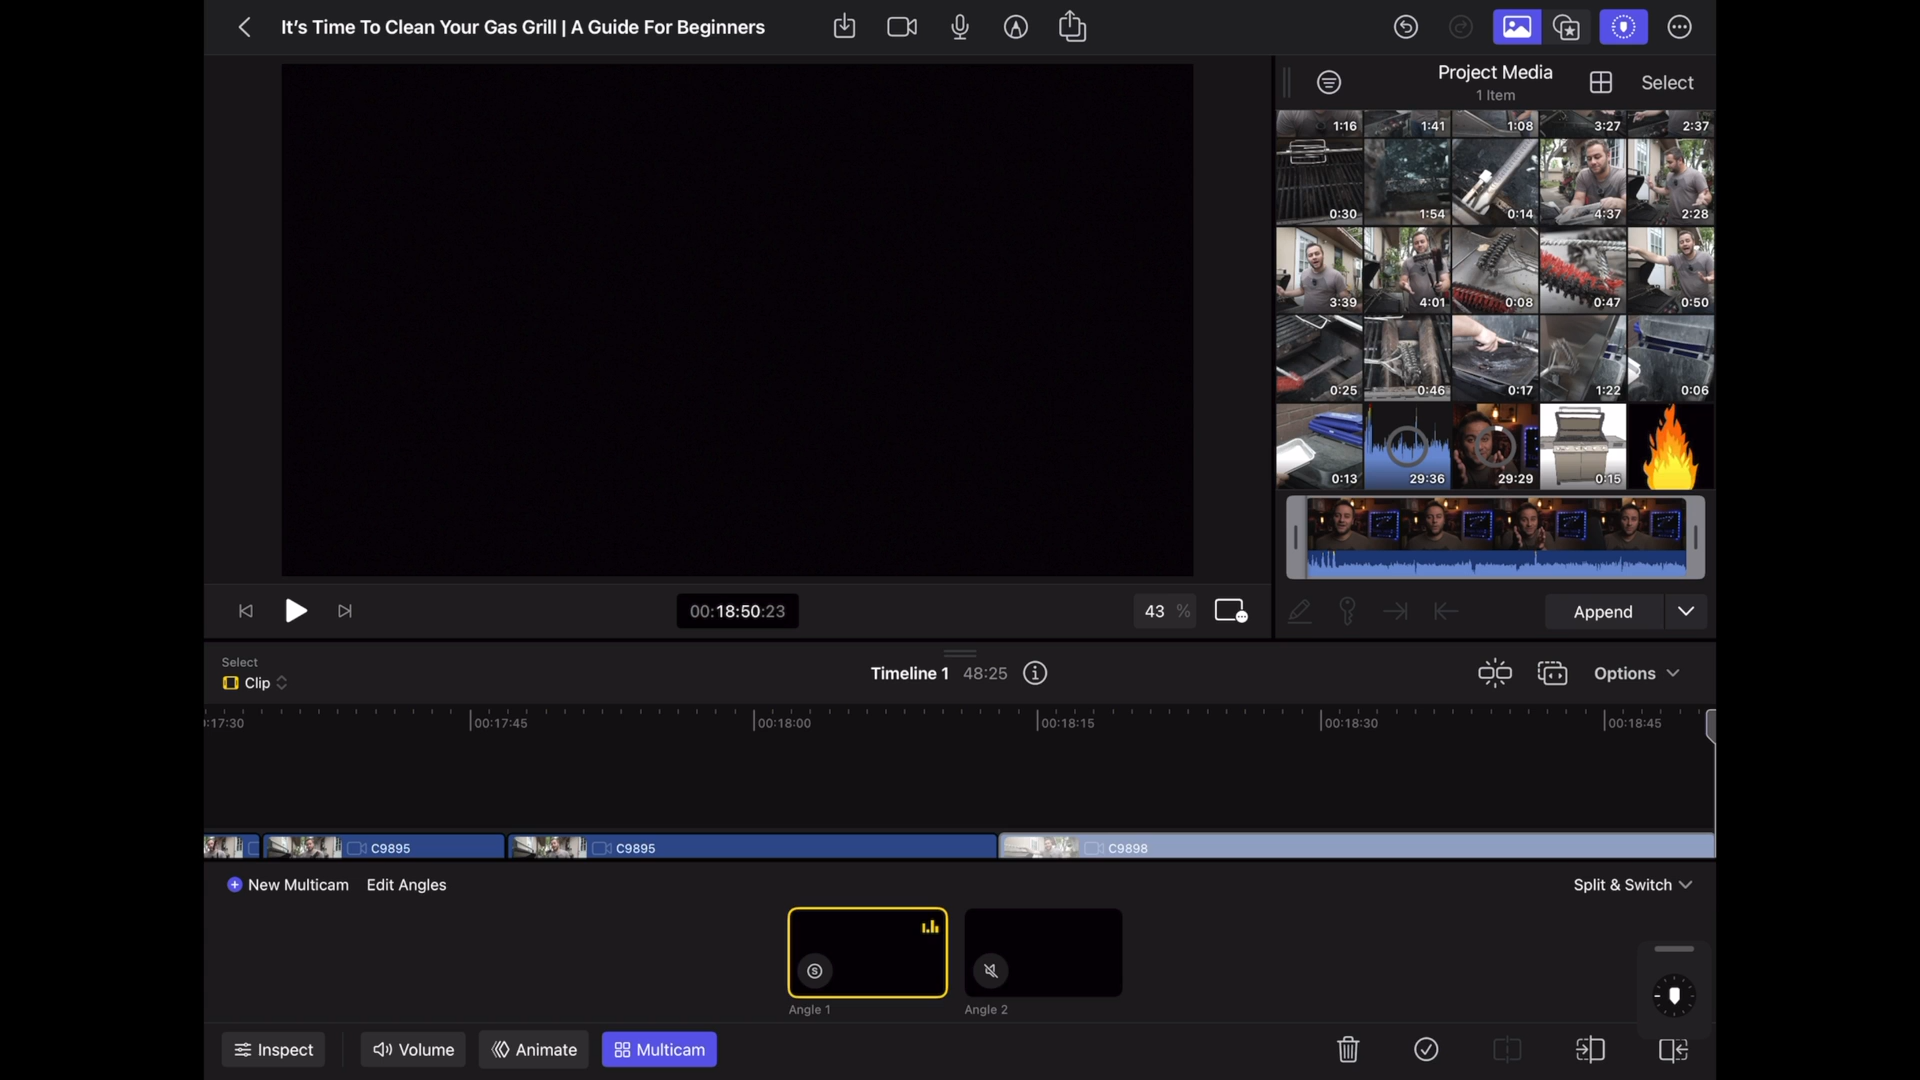 It's Time To Clean Your Gas Grill | A Guide For Beginners
Project Media
1 Item
Select
1:16
1:41
1:08
3:27
2:37
0:30
1:54
0:14
4:37
2:28
3:39
4:01
0:08
0:47
0:50
0:25
0:46
0:17
1:22
0:06
0:13
29:36
29:29
0:15
00:18:50:23
43 %
Append
Select
Clip
Timeline 1 48:25
Options
:17:30
00:17:45
00:18:00
00:18:15
00:18:30
00:18:45
C9895
C9895
C9898
New Multicam
Edit Angles
Split & Switch
S
Angle 1
Angle 2
Inspect
Volume
Animate
Multicam